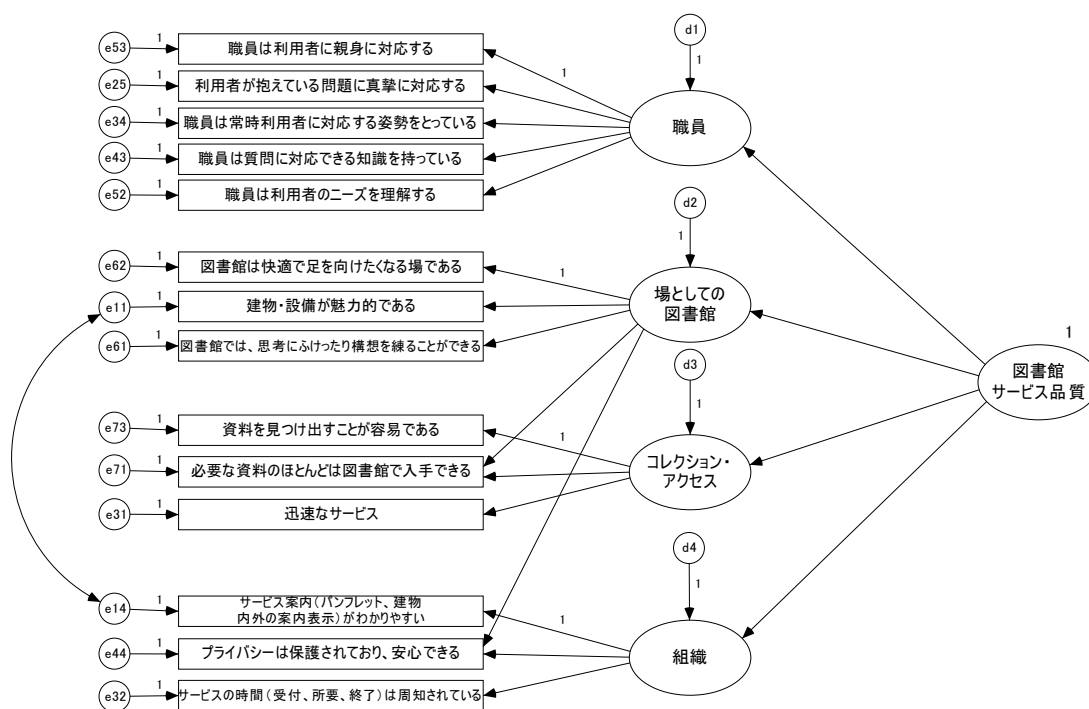 d1
1
e53
1
職員は利用者に親身に対応する
1
e25
1
利用者が抱えている問題に真摯に対応する
e34
1
職員は常時利用者に対応する姿勢をとっている
職員
e43
1
職員は質問に対応できる知識を持っている
e52
1
職員は利用者のニーズを理解する
d2
1
e62
1
図書館は快適で足を向けたくなる場である
1
e11
1
建物・設備が魅力的である
場としての
図書館
e61
1
図書館では、思考にふけったり構想を練ることができる
1
図書館
サービス品質
d3
1
e73
1
資料を見つけ出すことが容易である
1
e71
1
必要な資料のほとんどは図書館で入手できる
コレクション・
アクセス
e31
1
迅速なサービス
d4
1
e14
1
サービス案内(パンフレット、建物
内外の案内表示)がわかりやすい
1
e44
1
プライバシーは保護されており、安心できる
組織
e32
1
サービスの時間(受付、所要、終了)は周知されている